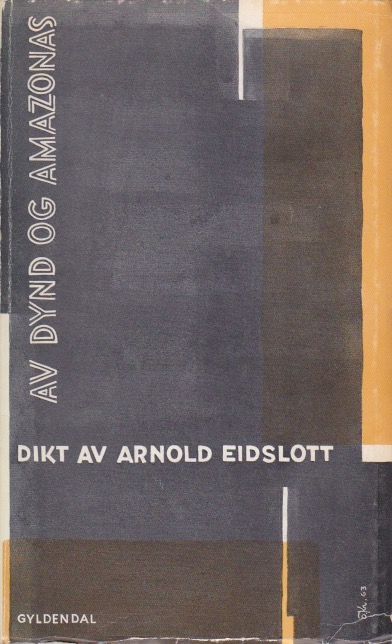 AV DYND OG AMAZONAS
DIKT AV ARNOLD EIDSLOTT
GYLDENDAL